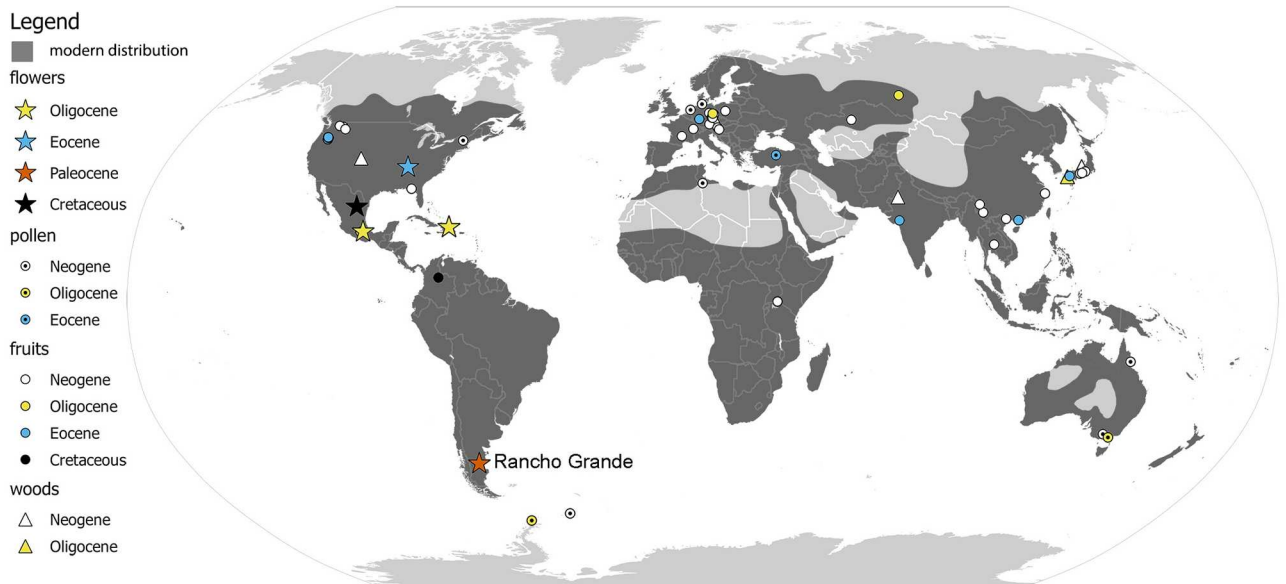 Legend
modern distribution
flowers
Oligocene
Eocene
Paleocene
Cretaceous
pollen
Neogene
Oligocene
Eocene
fruits
Neogene
Oligocene
Eocene
Cretaceous
woods
Neogene
Oligocene
Rancho Grande